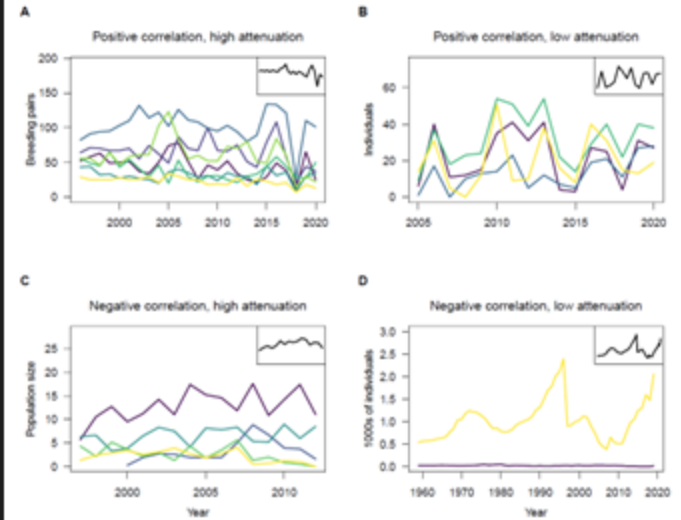 A
Positive correlation, high attenuation
200
150
100
50
0
Breeding pairs
2000
2005
2010
2015
2020
B
Positive correlation, low attenuation
60
40
20
0
Individuals
2005
2010
2015
2020
C
Negative correlation, high attenuation
25
20
15
10
5
0
Population size
2000
2005
2010
Year
D
Negative correlation, low attenuation
3.0
2.5
2.0
1.5
1.0
0.5
0.0
1000s of individuals
1960
1970
1980
1990
2000
2010
2020
Year